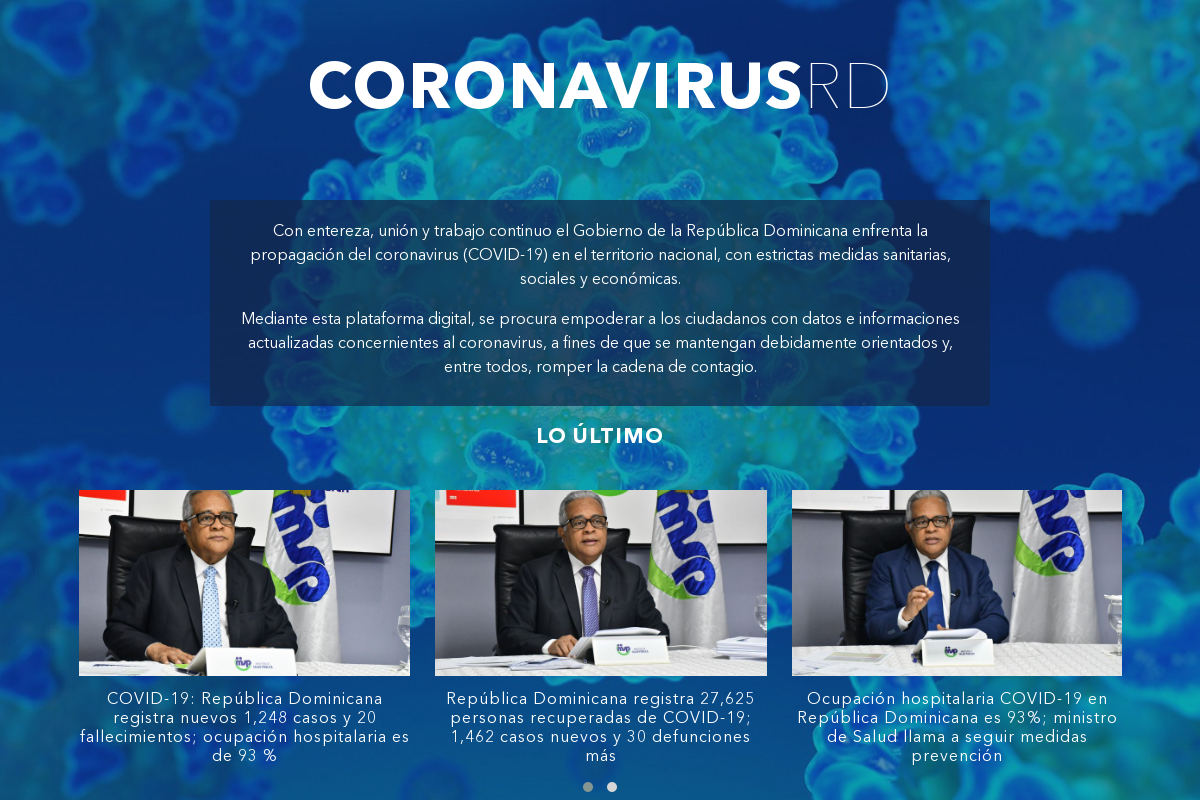 CORONAVIRUSRD
Con entereza, unión y trabajo continuo el Gobierno de la República Dominicana enfrenta la
propagación del coronavirus (COVID-19) en el territorio nacional, con estrictas medidas sanitarias,
sociales y económicas.
Mediante esta plataforma digital, se procura empoderar a los ciudadanos con datos e informaciones
actualizadas concernientes al coronavirus, a fines de que se mantengan debidamente orientados y,
entre todos, romper la cadena de contagio.
LO ÚLTIMO
COVID-19: República Dominicana
registra nuevos 1,248 casos y 20
fallecimientos; ocupación hospitalaria es
de 93 %
República Dominicana registra 27,625
personas recuperadas de COVID-19;
1,462 casos nuevos y 30 defunciones
más
Ocupación hospitalaria COVID-19 en
República Dominicana es 93%; ministro
de Salud llama a seguir medidas
prevención